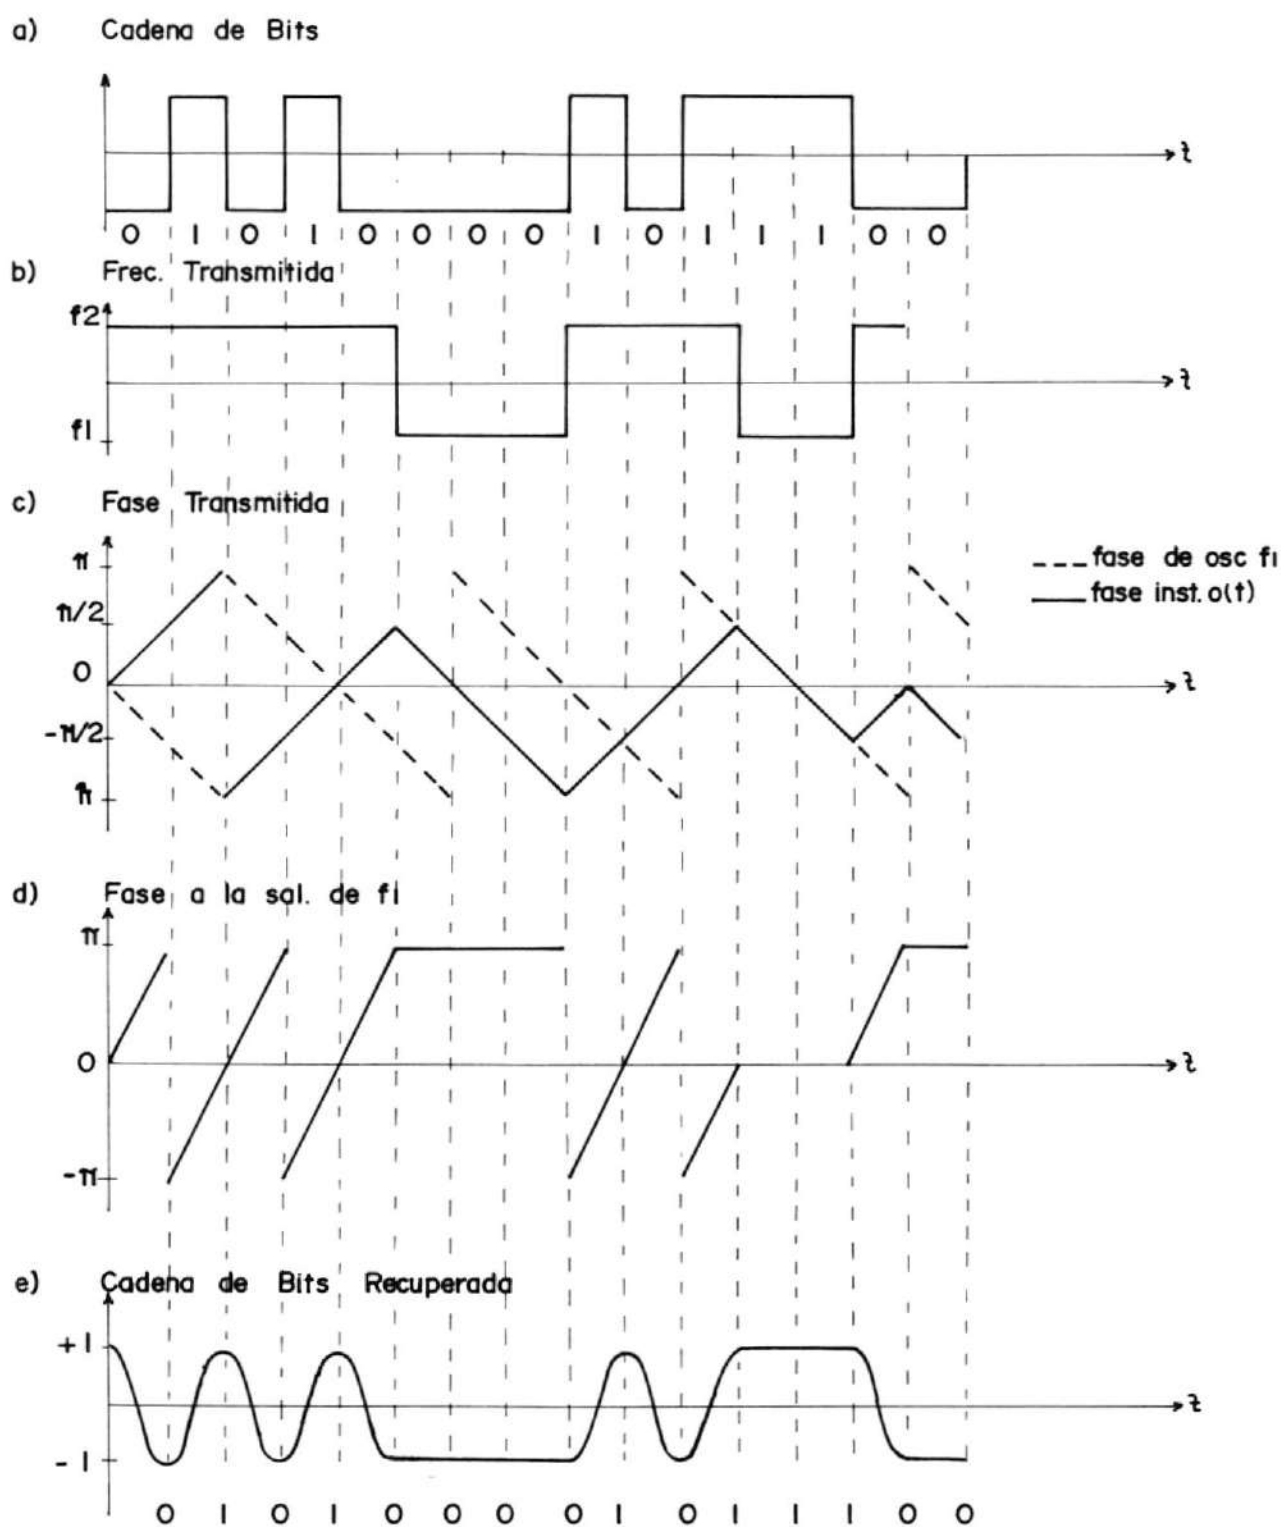 a) Cadena de Bits
t
0 1 0 1 0 0 0 0 1 0 1 1 1 0 0
b) Frec. Transmitida
f2
t
f1
c) Fase Transmitida
π
--- fase de osc f1
π/2
— fase inst. o(t)
0
t
-π/2
π
d) Fase a la sal. de f1
π
0
t
-π
e) Cadena de Bits Recuperada
+1
t
-1
0 1 0 1 0 0 0 0 1 0 1 1 1 0 0